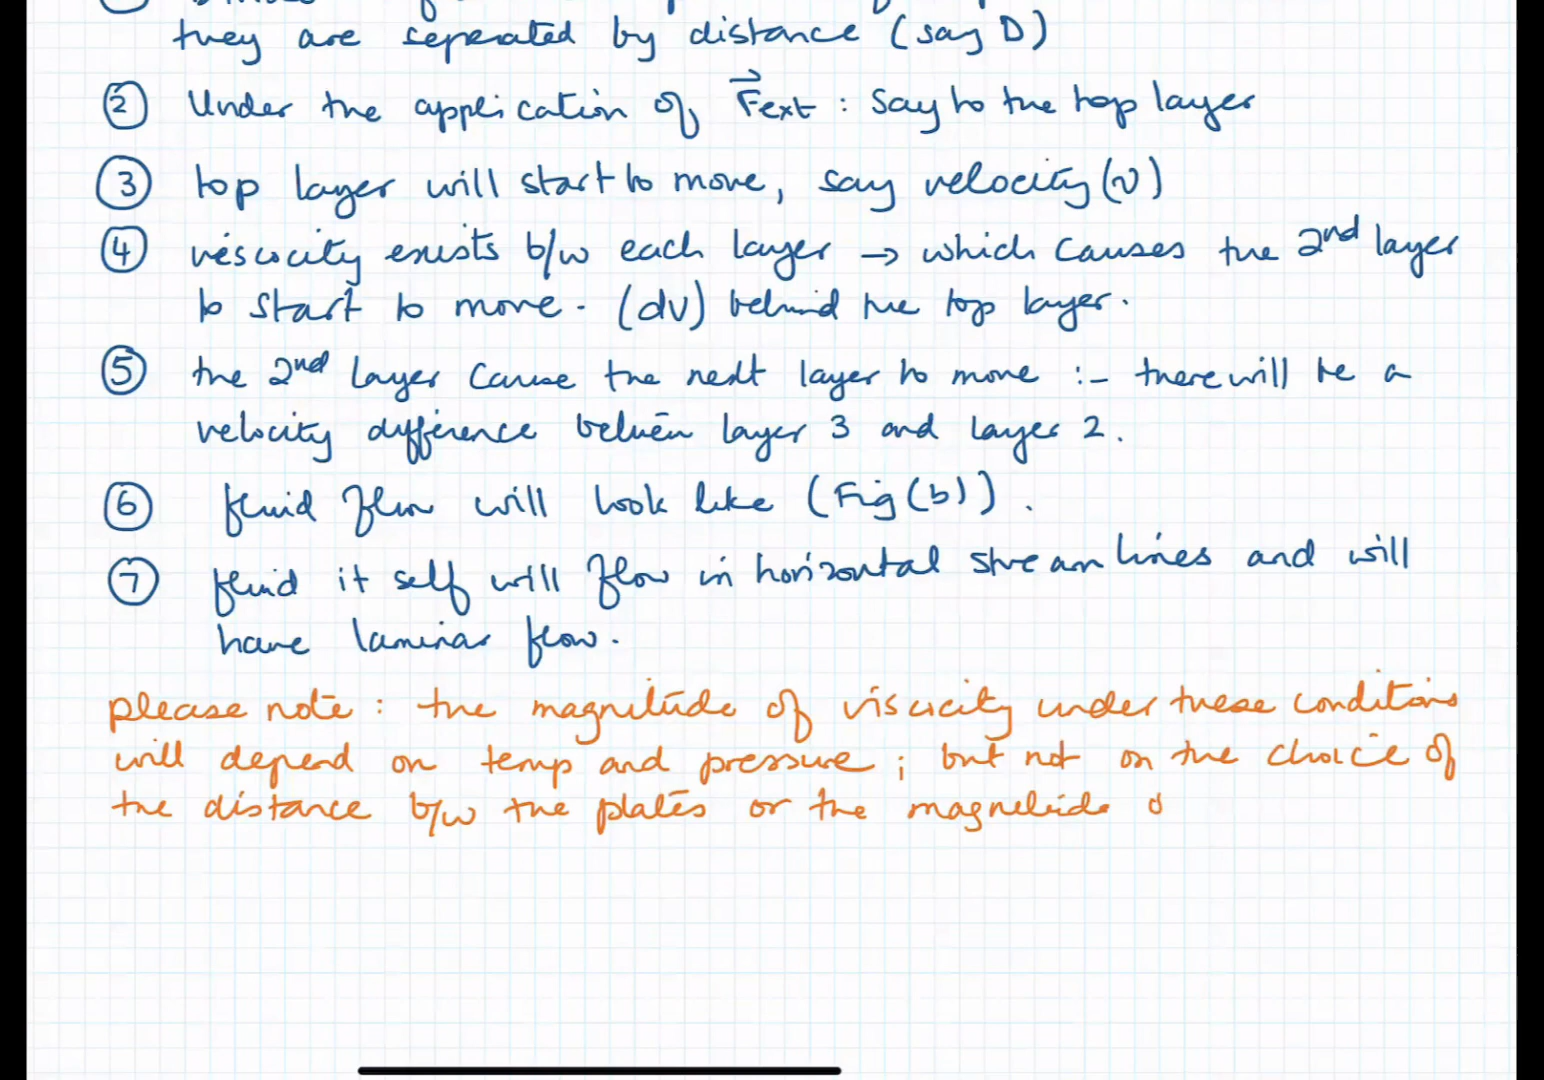 they are seperated by distance (say D)
② Under the application of F⃗ext : say to the top layer
③ top layer will start to move, say velocity (v)
④ viscocity exists b/w each layer → which causes the 2nd layer
to start to move. (dv) behind the top layer.
⑤ the 2nd layer cause the next layer to move :- there will be a
velocity difference between layer 3 and layer 2.
⑥ fluid flow will look like (Fig(b)).
⑦ fluid it self will flow in horizontal stream lines and will
have laminar flow.
please note : the magnitude of viscicity under these conditions
will depend on temp and pressure ; but not on the choice of
the distance b/w the plates or the magnetude o